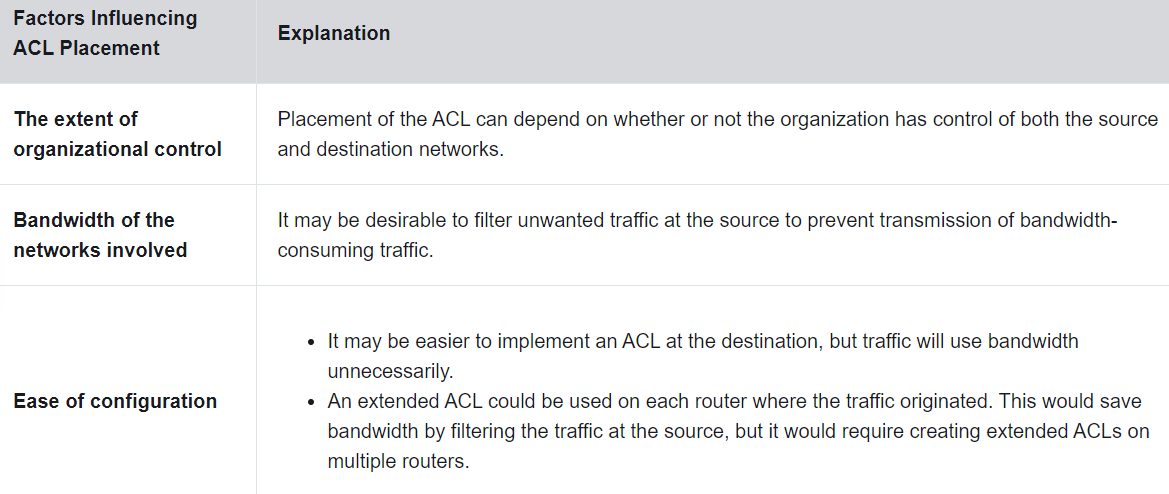 Factors Influencing
ACL Placement
Explanation
The extent of
organizational control
Placement of the ACL can depend on whether or not the organization has control of both the source
and destination networks.
Bandwidth of the
networks involved
It may be desirable to filter unwanted traffic at the source to prevent transmission of bandwidth-
consuming traffic.
Ease of configuration
• It may be easier to implement an ACL at the destination, but traffic will use bandwidth
unnecessarily.
• An extended ACL could be used on each router where the traffic originated. This would save
bandwidth by filtering the traffic at the source, but it would require creating extended ACLs on
multiple routers.